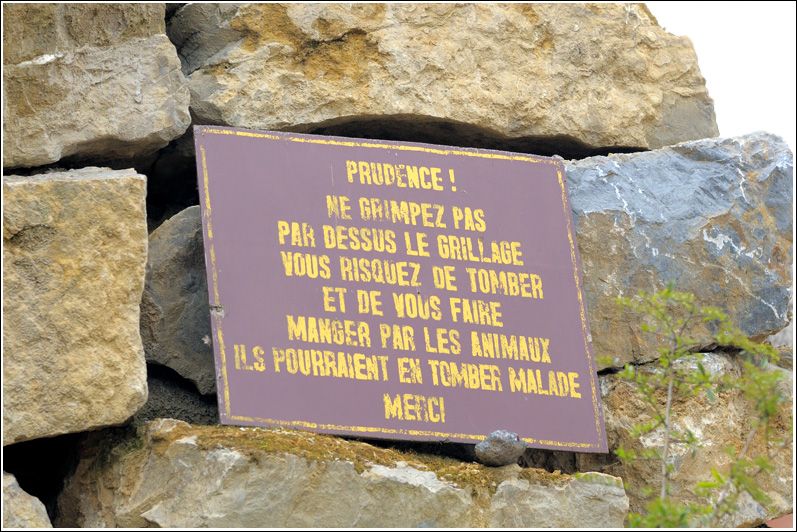 PRUDENCE !
NE GRIMPEZ PAS
PAR DESSUS LE GRILLAGE
VOUS RISQUEZ DE TOMBER
ET DE VOUS FAIRE
MANGER PAR LES ANIMAUX
ILS POURRAIENT EN TOMBER MALADE
MERCI